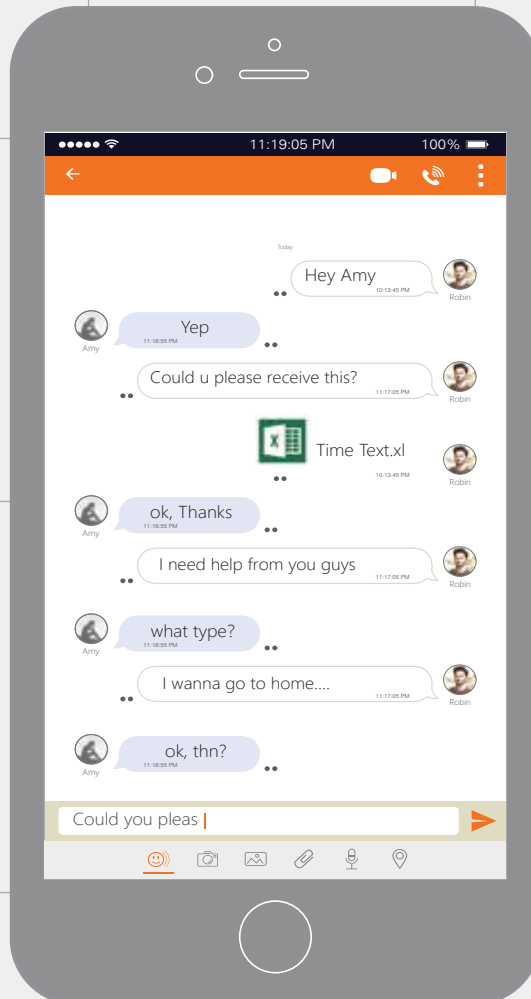 11:19:05 PM 100%
Today
Hey Amy
10:13:45 PM
Robin
Yep
11:16:55 PM
Amy
Could u please receive this?
11:17:05 PM
Robin
Time Text.xl
10:13:45 PM
Robin
ok, Thanks
11:16:55 PM
Amy
I need help from you guys
11:17:05 PM
Robin
what type?
11:16:55 PM
Amy
I wanna go to home....
11:17:05 PM
Robin
ok, thn?
11:16:55 PM
Amy
Could you pleas